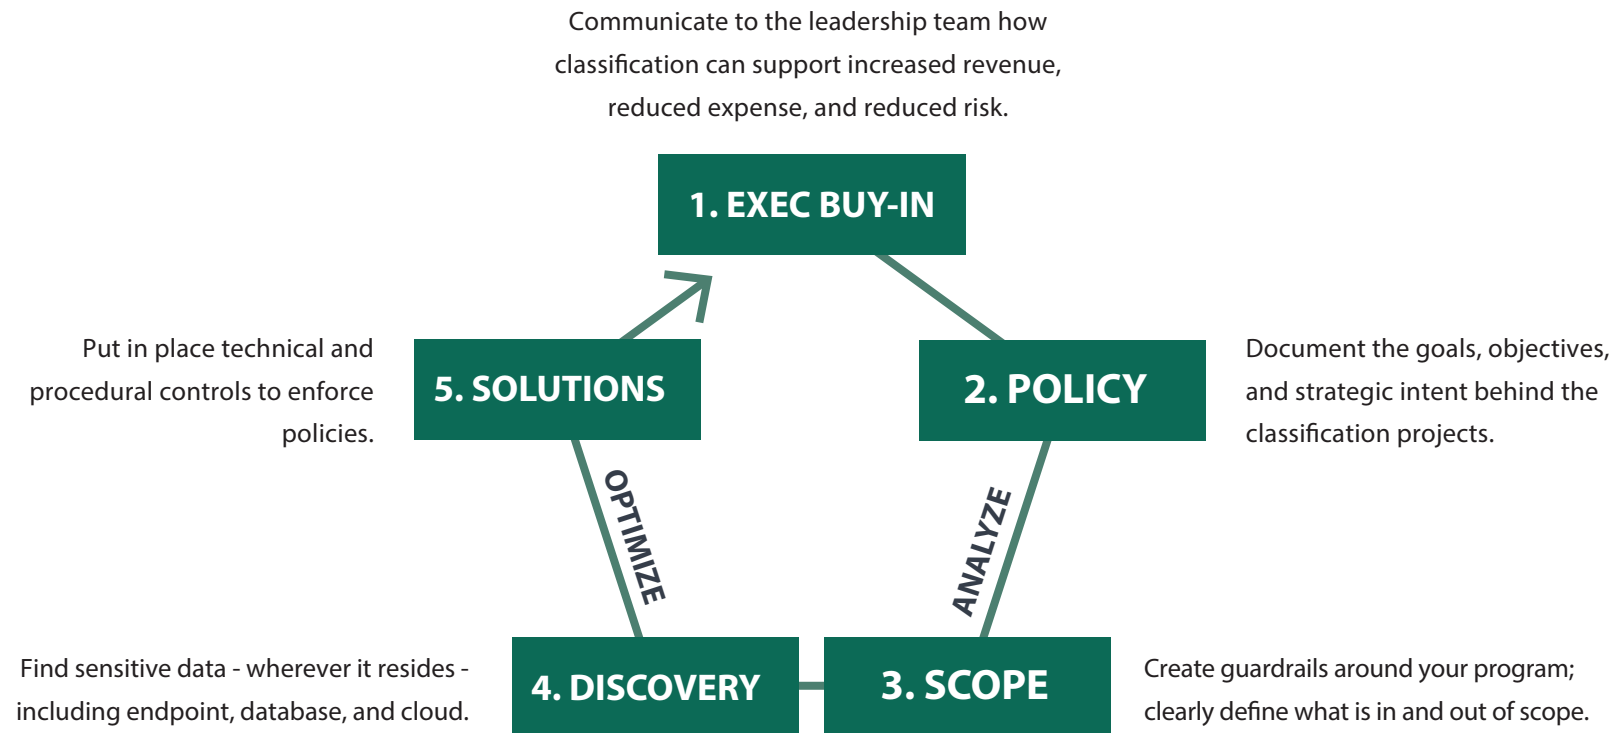 Communicate to the leadership team how
classification can support increased revenue,
reduced expense, and reduced risk.
1. EXEC BUY-IN
2. POLICY
Document the goals, objectives,
and strategic intent behind the
classification projects.
ANALYZE
3. SCOPE
Create guardrails around your program;
clearly define what is in and out of scope.
4. DISCOVERY
Find sensitive data - wherever it resides -
including endpoint, database, and cloud.
OPTIMIZE
5. SOLUTIONS
Put in place technical and
procedural controls to enforce
policies.